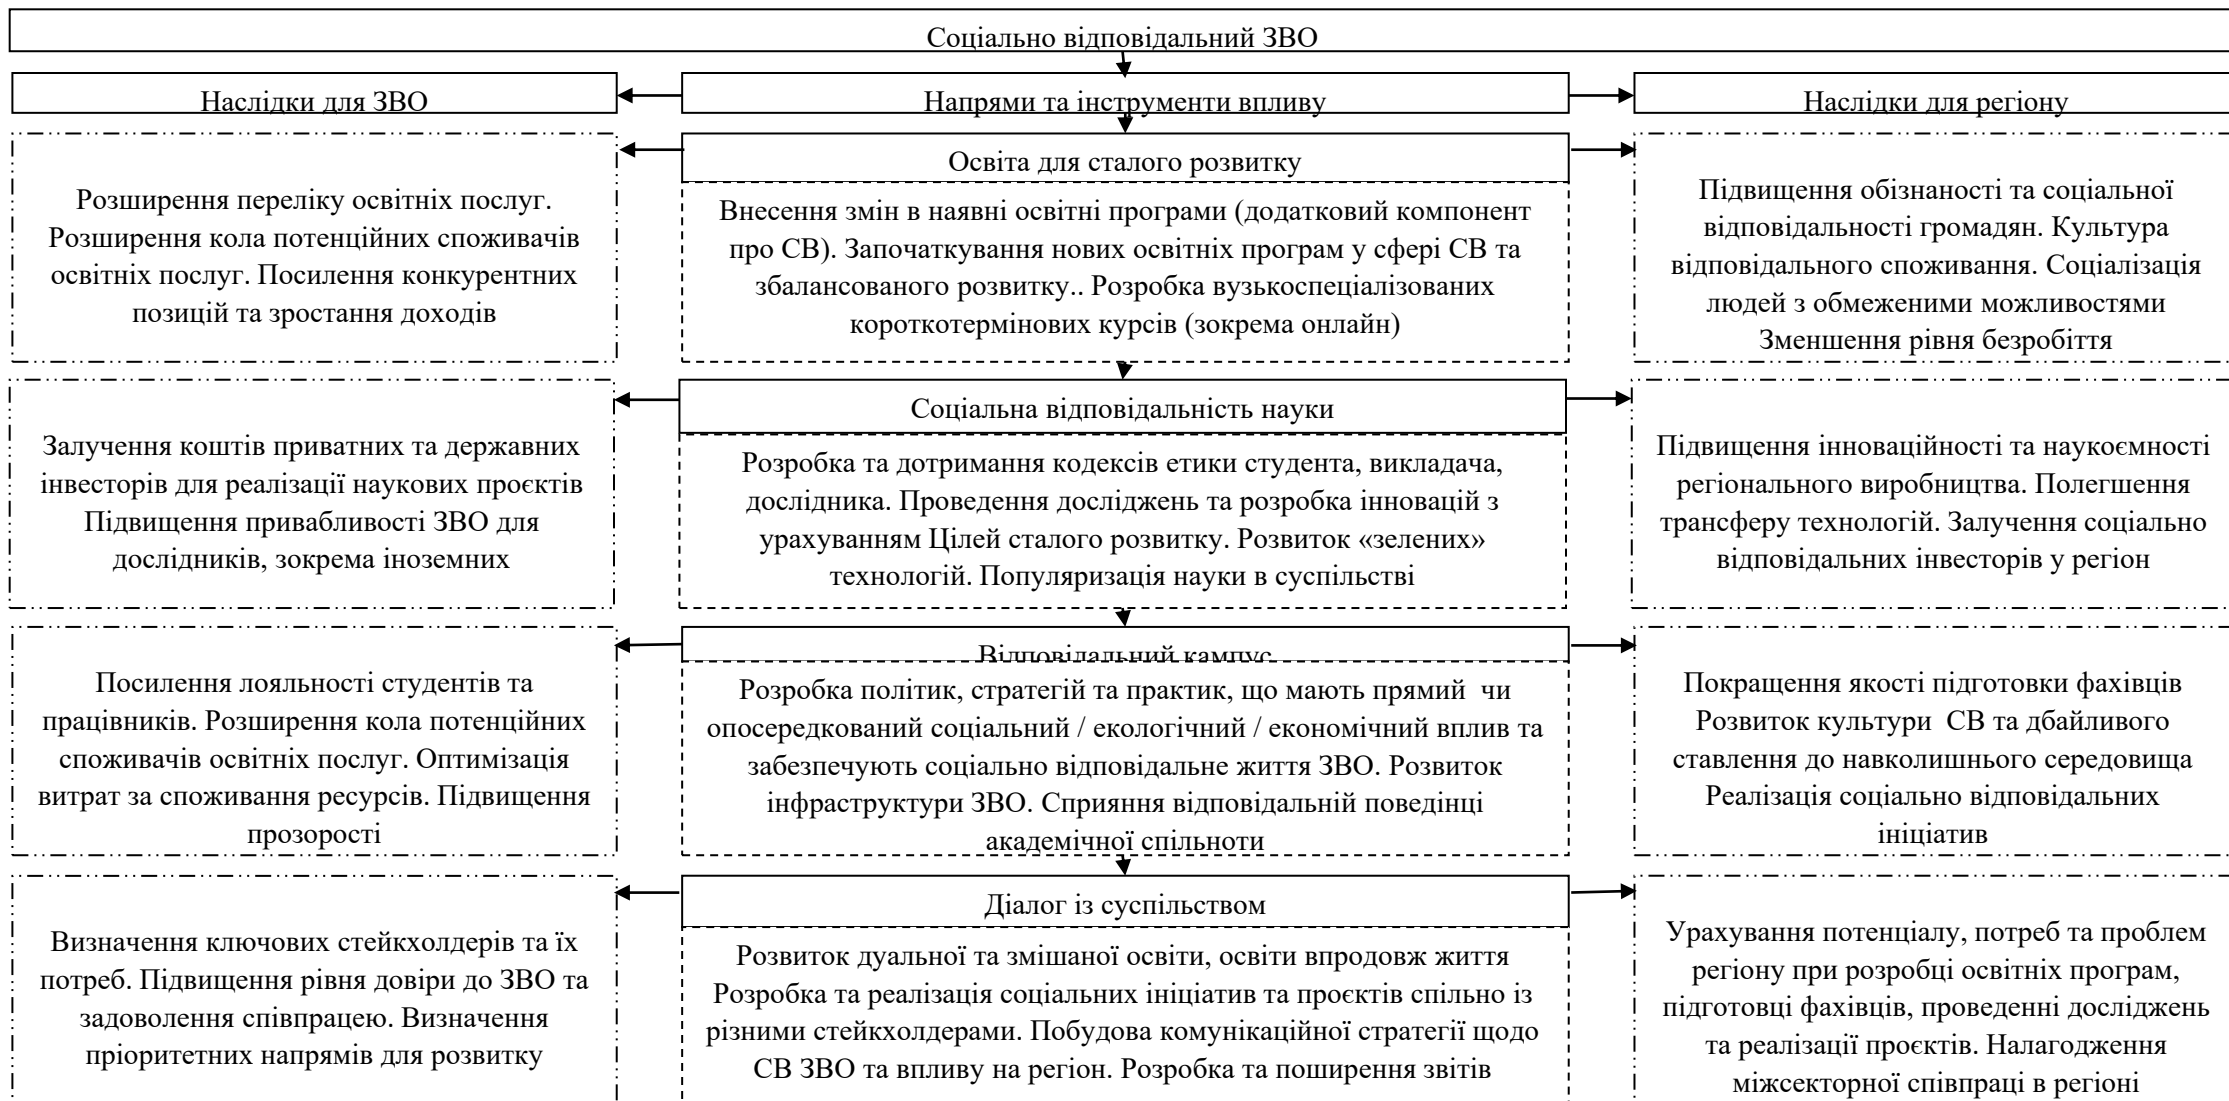 Соціально відповідальний ЗВО
Наслідки для ЗВО
Напрями та інструменти впливу
Наслідки для регіону
Освіта для сталого розвитку
Розширення переліку освітніх послуг.
Розширення кола потенційних споживачів
освітніх послуг. Посилення конкурентних
позицій та зростання доходів
Внесення змін в наявні освітні програми (додатковий компонент
про СВ). Започаткування нових освітніх програм у сфері СВ та
збалансованого розвитку.. Розробка вузькоспеціалізованих
короткотермінових курсів (зокрема онлайн)
Підвищення обізнаності та соціальної
відповідальності громадян. Культура
відповідального споживання. Соціалізація
людей з обмеженими можливостями
Зменшення рівня безробіття
Соціальна відповідальність науки
Залучення коштів приватних та державних
інвесторів для реалізації наукових проєктів
Підвищення привабливості ЗВО для
дослідників, зокрема іноземних
Розробка та дотримання кодексів етики студента, викладача,
дослідника. Проведення досліджень та розробка інновацій з
урахуванням Цілей сталого розвитку. Розвиток «зелених»
технологій. Популяризація науки в суспільстві
Підвищення інноваційності та наукоємності
регіонального виробництва. Полегшення
трансферу технологій. Залучення соціально
відповідальних інвесторів у регіон
Відповідальний кампус
Посилення лояльності студентів та
працівників. Розширення кола потенційних
споживачів освітніх послуг. Оптимізація
витрат за споживання ресурсів. Підвищення
прозорості
Розробка політик, стратегій та практик, що мають прямий чи
опосередкований соціальний / екологічний / економічний вплив та
забезпечують соціально відповідальне життя ЗВО. Розвиток
інфраструктури ЗВО. Сприяння відповідальній поведінці
академічної спільноти
Покращення якості підготовки фахівців
Розвиток культури СВ та дбайливого
ставлення до навколишнього середовища
Реалізація соціально відповідальних
ініціатив
Діалог із суспільством
Визначення ключових стейкхолдерів та їх
потреб. Підвищення рівня довіри до ЗВО та
задоволення співпрацею. Визначення
пріоритетних напрямів для розвитку
Розвиток дуальної та змішаної освіти, освіти впродовж життя
Розробка та реалізація соціальних ініціатив та проєктів спільно із
різними стейкхолдерами. Побудова комунікаційної стратегії щодо
СВ ЗВО та впливу на регіон. Розробка та поширення звітів
Урахування потенціалу, потреб та проблем
регіону при розробці освітніх програм,
підготовці фахівців, проведенні досліджень
та реалізації проєктів. Налагодження
міжсекторної співпраці в регіоні